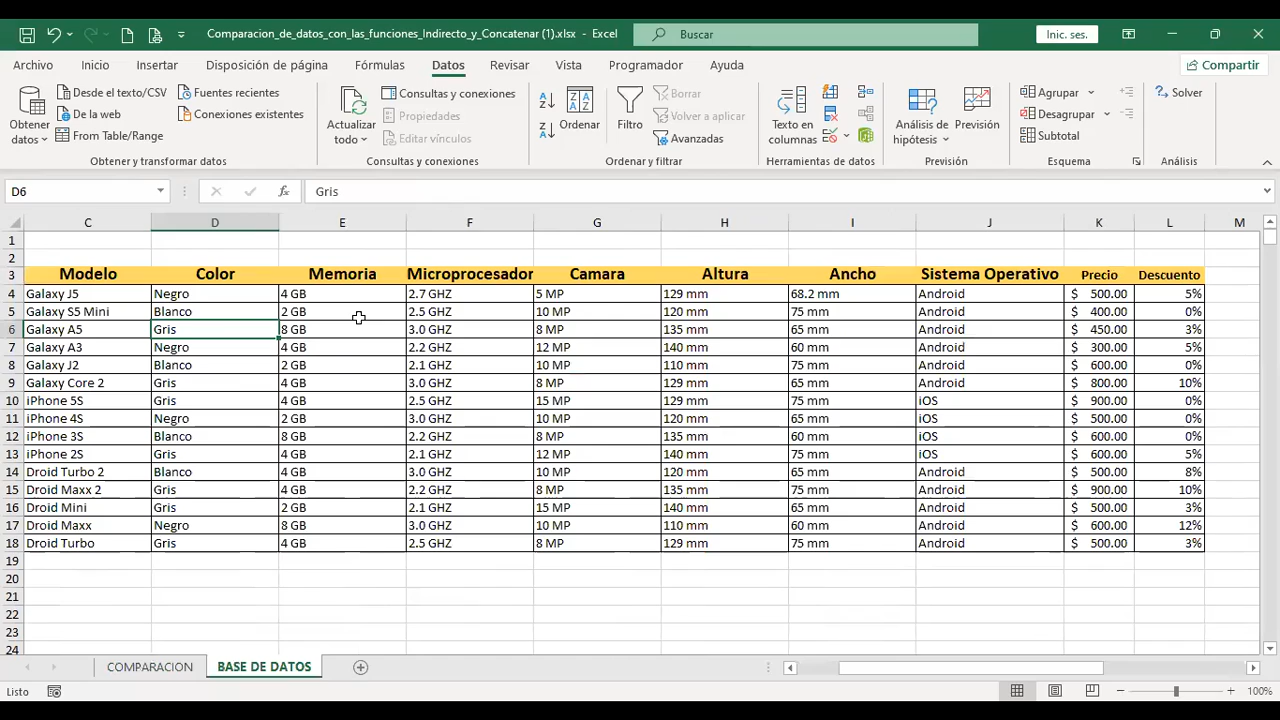 Comparacion_de_datos_con_las_funciones_Indirecto_y_Concatenar (1).xlsx - Excel
Buscar
Inic. ses.
Archivo Inicio Insertar Disposición de página Fórmulas Datos Revisar Vista Programador Ayuda Compartir
Obtener datos
Desde el texto/CSV
De la web
From Table/Range
Fuentes recientes
Conexiones existentes
Obtener y transformar datos
Actualizar todo
Consultas y conexiones
Propiedades
Editar vínculos
Consultas y conexiones
Ordenar
Filtro
Borrar
Volver a aplicar
Avanzadas
Ordenar y filtrar
Texto en columnas
Herramientas de datos
Análisis de hipótesis
Previsión
Previsión
Agrupar
Desagrupar
Subtotal
Esquema
Solver
Análisis
D6 fx Gris
C D E F G H I J K L M
1
2
3 Modelo Color Memoria Microprocesador Camara Altura Ancho Sistema Operativo Precio Descuento
4 Galaxy J5 Negro 4 GB 2.7 GHZ 5 MP 129 mm 68.2 mm Android $ 500.00 5%
5 Galaxy S5 Mini Blanco 2 GB 2.5 GHZ 10 MP 120 mm 75 mm Android $ 400.00 0%
6 Galaxy A5 Gris 8 GB 3.0 GHZ 8 MP 135 mm 65 mm Android $ 450.00 3%
7 Galaxy A3 Negro 4 GB 2.2 GHZ 12 MP 140 mm 60 mm Android $ 300.00 5%
8 Galaxy J2 Blanco 2 GB 2.1 GHZ 10 MP 110 mm 75 mm Android $ 600.00 0%
9 Galaxy Core 2 Gris 4 GB 3.0 GHZ 8 MP 129 mm 65 mm Android $ 800.00 10%
10 iPhone 5S Gris 4 GB 2.5 GHZ 15 MP 129 mm 75 mm iOS $ 900.00 0%
11 iPhone 4S Negro 2 GB 3.0 GHZ 10 MP 120 mm 65 mm iOS $ 500.00 0%
12 iPhone 3S Blanco 8 GB 2.2 GHZ 8 MP 135 mm 60 mm iOS $ 600.00 0%
13 iPhone 2S Gris 4 GB 2.1 GHZ 12 MP 140 mm 75 mm iOS $ 600.00 5%
14 Droid Turbo 2 Blanco 4 GB 3.0 GHZ 10 MP 120 mm 65 mm Android $ 500.00 8%
15 Droid Maxx 2 Gris 4 GB 2.2 GHZ 8 MP 135 mm 75 mm Android $ 900.00 10%
16 Droid Mini Gris 2 GB 2.1 GHZ 15 MP 140 mm 65 mm Android $ 500.00 3%
17 Droid Maxx Negro 8 GB 3.0 GHZ 10 MP 110 mm 60 mm Android $ 600.00 12%
18 Droid Turbo Gris 4 GB 2.5 GHZ 8 MP 129 mm 75 mm Android $ 500.00 3%
19
20
21
22
23
24
COMPARACION BASE DE DATOS
Listo 100%